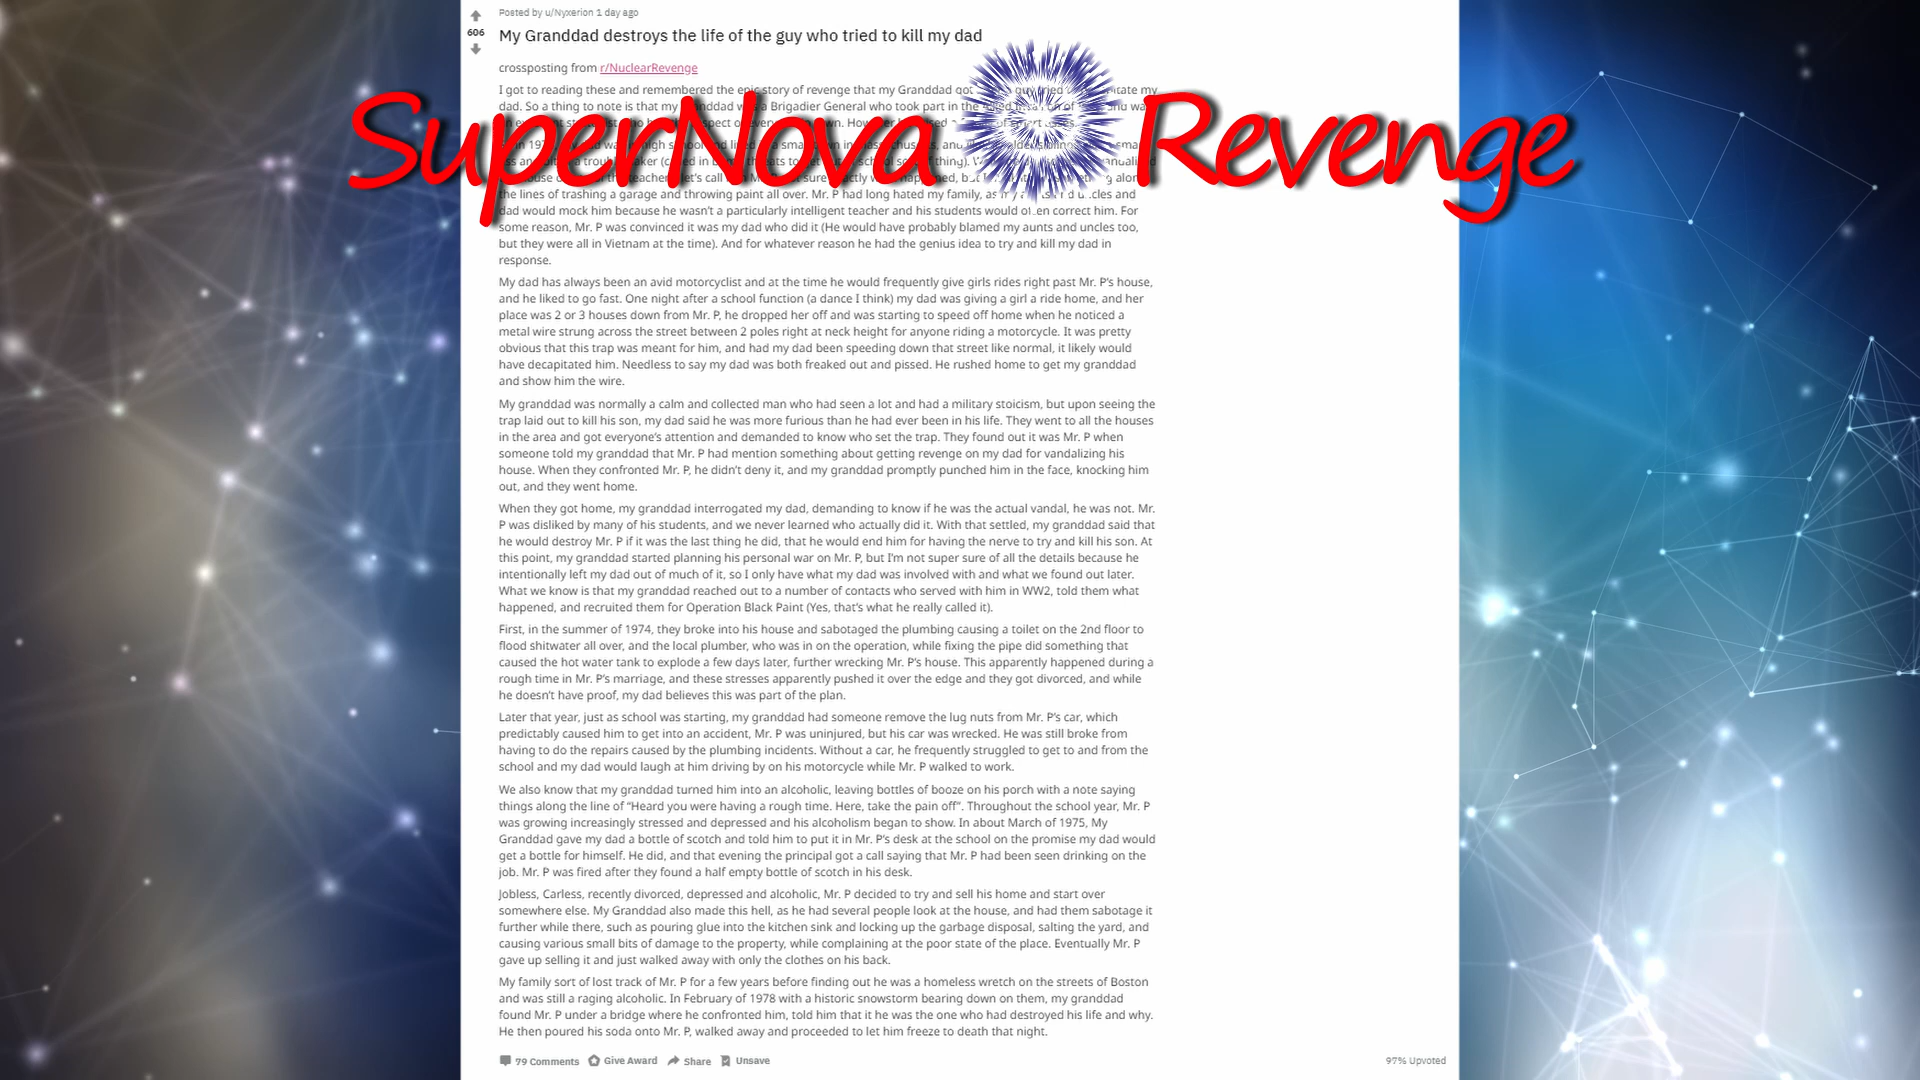 Posted by u/Nyxerion 1 day ago
606
My Granddad destroys the life of the guy who tried to kill my dad
crossposting from r/NuclearRevenge
SuperNova Revenge
I got to reading these and remembered the epic story of revenge that my Granddad got
dad. So a thing to note is that my Granddad was a Brigadier General who took part in the
the lines of trashing a garage and throwing paint all over. Mr. P had long hated my family, as my uncles and
dad would mock him because he wasn't a particularly intelligent teacher and his students would often correct him. For
some reason, Mr. P was convinced it was my dad who did it (He would have probably blamed my aunts and uncles too,
but they were all in Vietnam at the time). And for whatever reason he had the genius idea to try and kill my dad in
response.
My dad has always been an avid motorcyclist and at the time he would frequently give girls rides right past Mr. P's house,
and he liked to go fast. One night after a school function (a dance I think) my dad was giving a girl a ride home, and her
place was 2 or 3 houses down from Mr. P, he dropped her off and was starting to speed off home when he noticed a
metal wire strung across the street between 2 poles right at neck height for anyone riding a motorcycle. It was pretty
obvious that this trap was meant for him, and had my dad been speeding down that street like normal, it likely would
have decapitated him. Needless to say my dad was both freaked out and pissed. He rushed home to get my granddad
and show him the wire.
My granddad was normally a calm and collected man who had seen a lot and had a military stoicism, but upon seeing the
trap laid out to kill his son, my dad said he was more furious than he had ever been in his life. They went to all the houses
in the area and got everyone's attention and demanded to know who set the trap. They found out it was Mr. P when
someone told my granddad that Mr. P had mention something about getting revenge on my dad for vandalizing his
house. When they confronted Mr. P, he didn't deny it, and my granddad promptly punched him in the face, knocking him
out, and they went home.
When they got home, my granddad interrogated my dad, demanding to know if he was the actual vandal, he was not. Mr.
P was disliked by many of his students, and we never learned who actually did it. With that settled, my granddad said that
he would destroy Mr. P if it was the last thing he did, that he would end him for having the nerve to try and kill his son. At
this point, my granddad started planning his personal war on Mr. P, but I'm not super sure of all the details because he
intentionally left my dad out of much of it, so I only have what my dad was involved with and what we found out later.
What we know is that my granddad reached out to a number of contacts who served with him in WW2, told them what
happened, and recruited them for Operation Black Paint (Yes, that's what he really called it).
First, in the summer of 1974, they broke into his house and sabotaged the plumbing causing a toilet on the 2nd floor to
flood shitwater all over, and the local plumber, who was in on the operation, while fixing the pipe did something that
caused the hot water tank to explode a few days later, further wrecking Mr. P's house. This apparently happened during a
rough time in Mr. P's marriage, and these stresses apparently pushed it over the edge and they got divorced, and while
he doesn't have proof, my dad believes this was part of the plan.
Later that year, just as school was starting, my granddad had someone remove the lug nuts from Mr. P's car, which
predictably caused him to get into an accident, Mr. P was uninjured, but his car was wrecked. He was still broke from
having to do the repairs caused by the plumbing incidents. Without a car, he frequently struggled to get to and from the
school and my dad would laugh at him driving by on his motorcycle while Mr. P walked to work.
We also know that my granddad turned him into an alcoholic, leaving bottles of booze on his porch with a note saying
things along the line of “Heard you were having a rough time. Here, take the pain off”. Throughout the school year, Mr. P
was growing increasingly stressed and depressed and his alcoholism began to show. In about March of 1975, My
Granddad gave my dad a bottle of scotch and told him to put it in Mr. P's desk at the school on the promise my dad would
get a bottle for himself. He did, and that evening the principal got a call saying that Mr. P had been seen drinking on the
job. Mr. P was fired after they found a half empty bottle of scotch in his desk.
Jobless, Carless, recently divorced, depressed and alcoholic, Mr. P decided to try and sell his home and start over
somewhere else. My Granddad also made this hell, as he had several people look at the house, and had them sabotage it
further while there, such as pouring glue into the kitchen sink and locking up the garbage disposal, salting the yard, and
causing various small bits of damage to the property, while complaining at the poor state of the place. Eventually Mr. P
gave up selling it and just walked away with only the clothes on his back.
My family sort of lost track of Mr. P for a few years before finding out he was a homeless wretch on the streets of Boston
and was still a raging alcoholic. In February of 1978 with a historic snowstorm bearing down on them, my granddad
found Mr. P under a bridge where he confronted him, told him that it he was the one who had destroyed his life and why.
He then poured his soda onto Mr. P, walked away and proceeded to let him freeze to death that night.
79 Comments Give Award Share Unsave 97% Upvoted